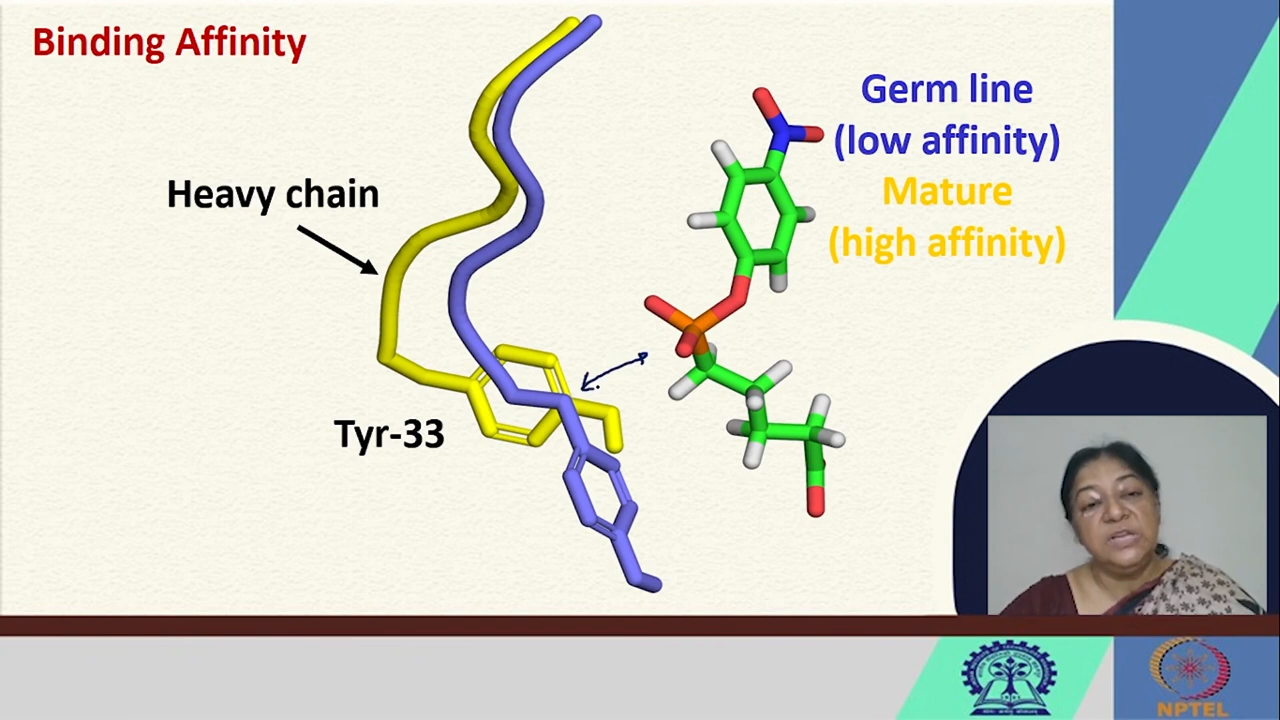 Binding Affinity
Germ line
(low affinity)
Mature
(high affinity)
Heavy chain
Tyr-33
NPTEL